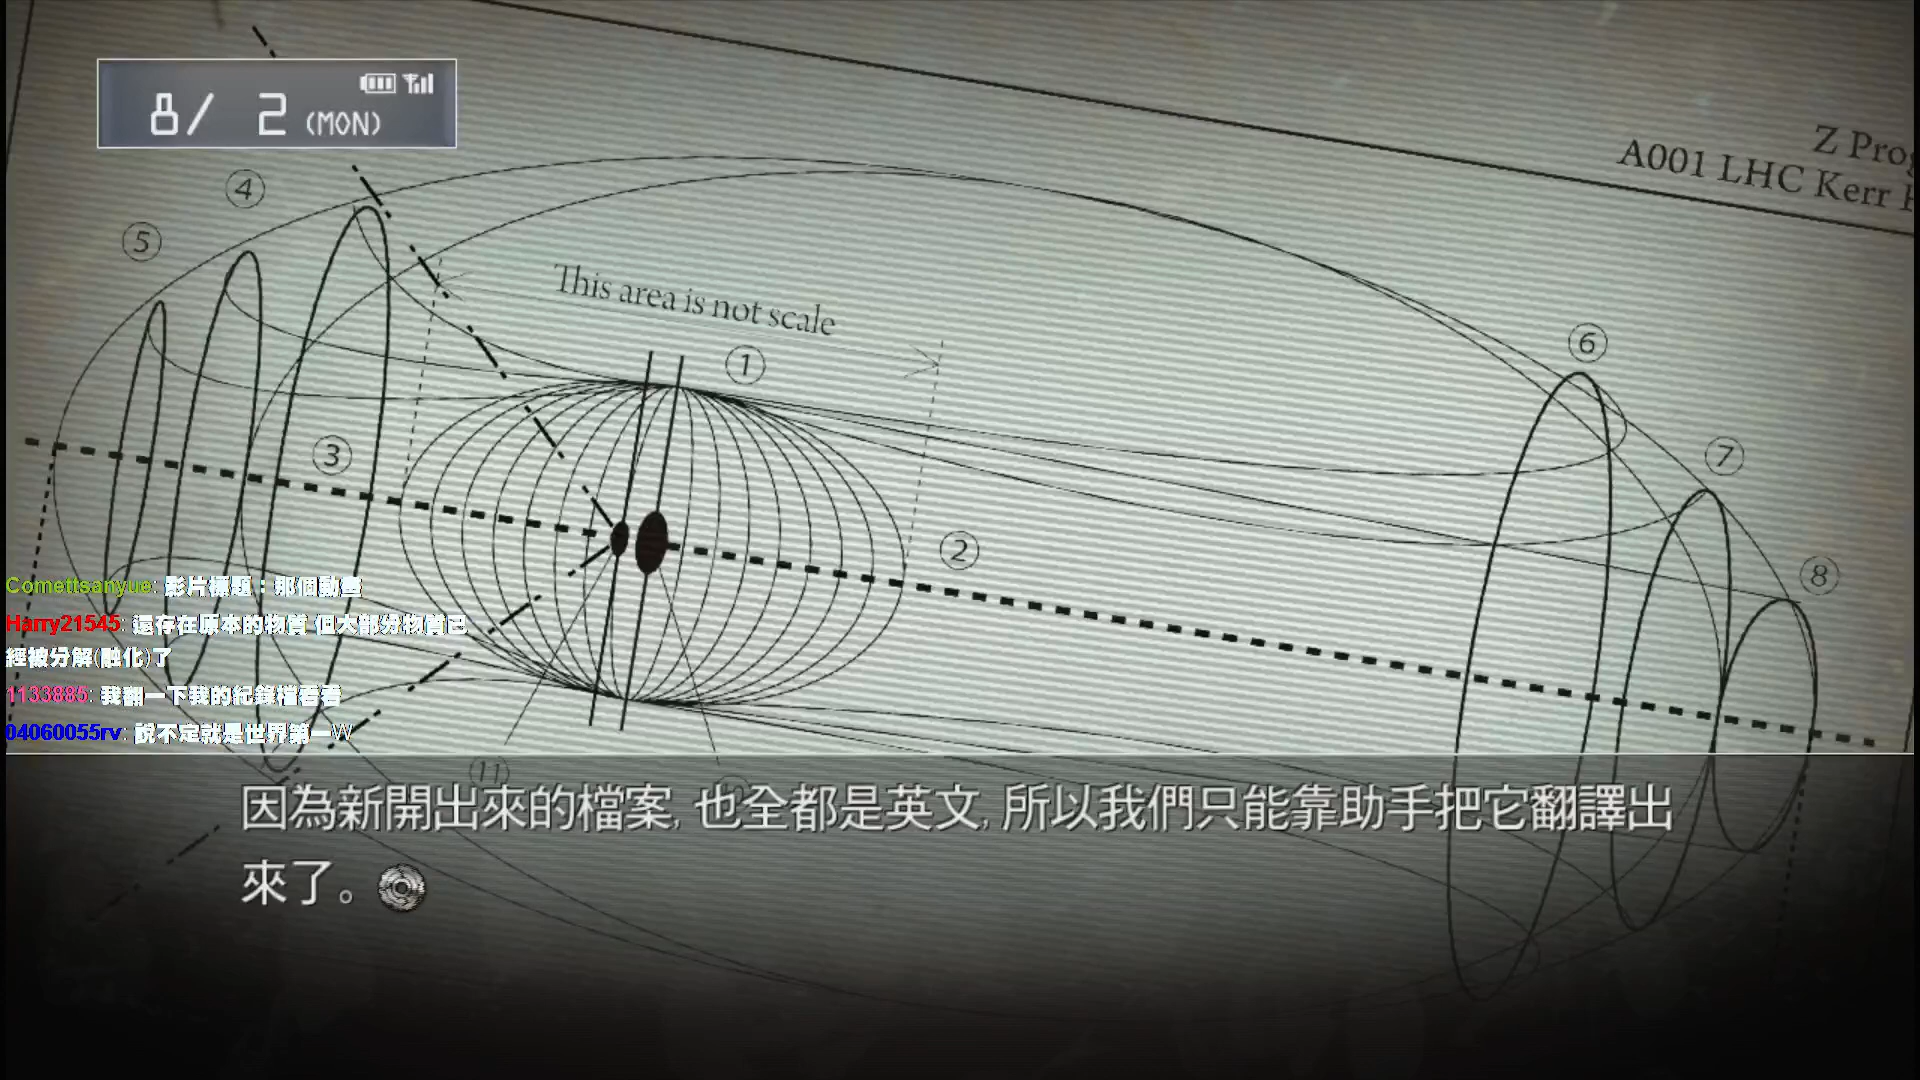 8/ 2 (MON)
Z Prog
A001 LHC Kerr
④
⑤
This area is not scale
①
⑥
③
⑦
②
⑧
Comettsanyue: 影片標題：那個動畫
Harry21545: 還存在原本的物質 但大部分物質已
經被分解(融化)了
1133885: 我翻一下我的紀錄檔看看
04060055rv: 說不定就是世界第一W
⑪
因為新開出來的檔案, 也全都是英文, 所以我們只能靠助手把它翻譯出
來了。